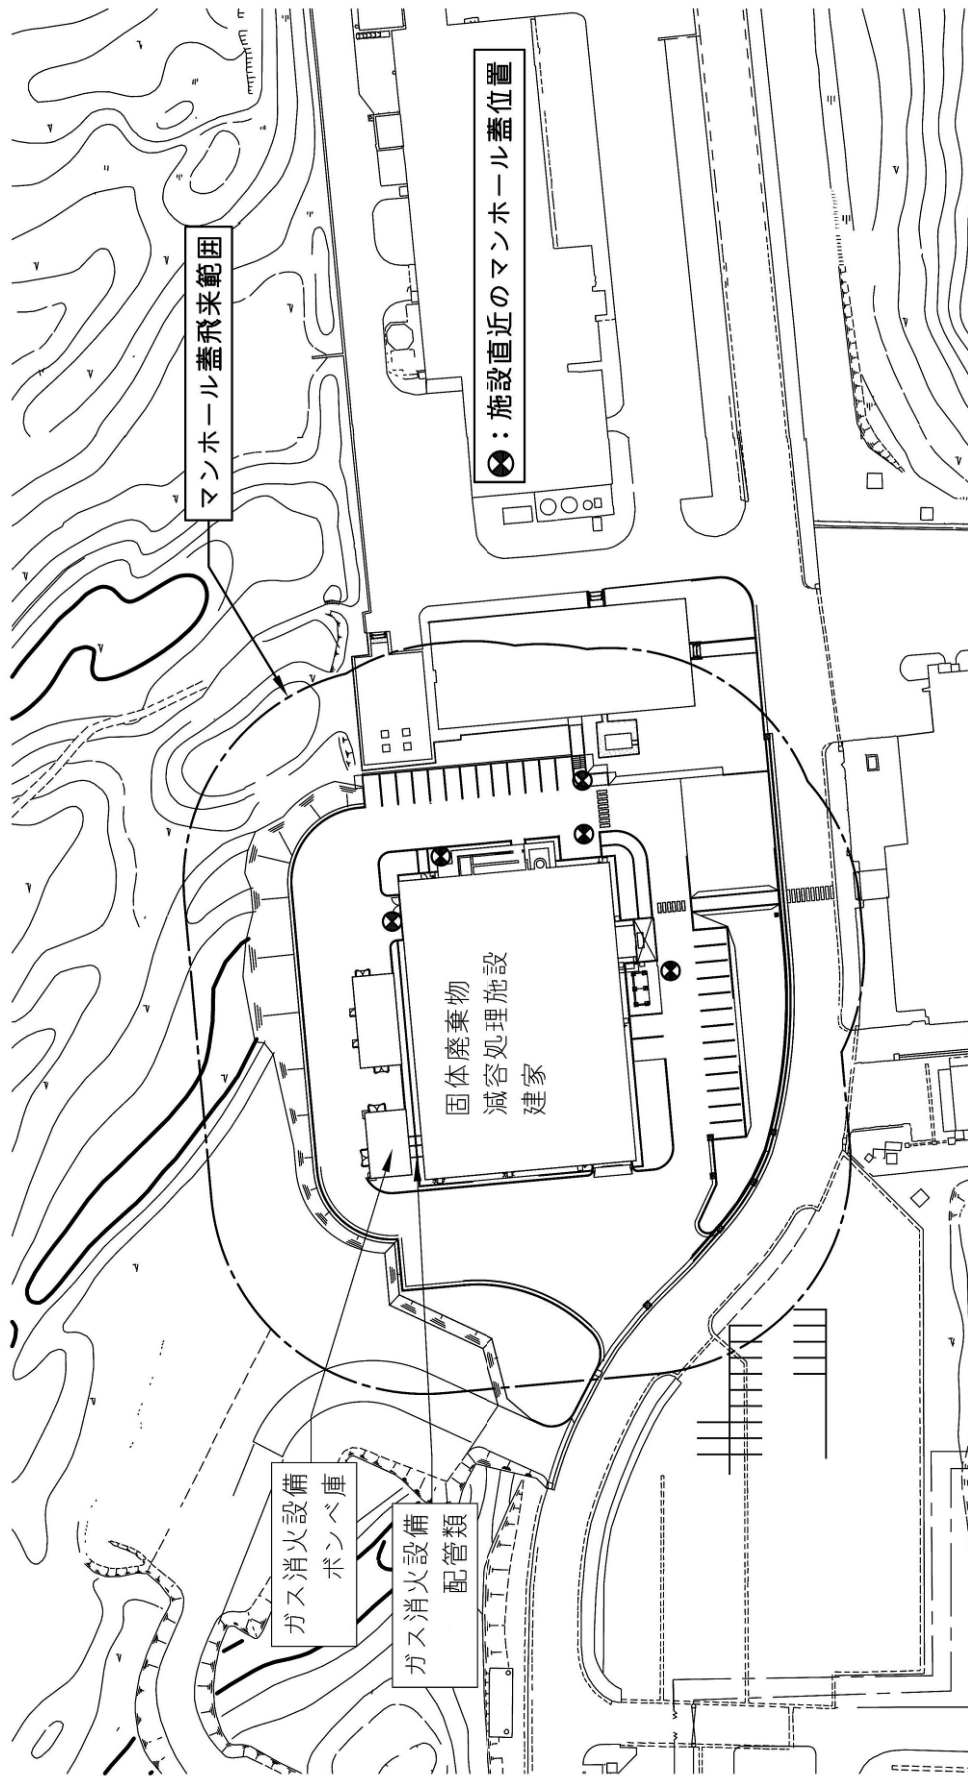 マンホール蓋飛来範囲
：施設直近のマンホール蓋位置
固体廃棄物
減容処理施設
建家
ガス消火設備
ボンベ庫
ガス消火設備
配管類